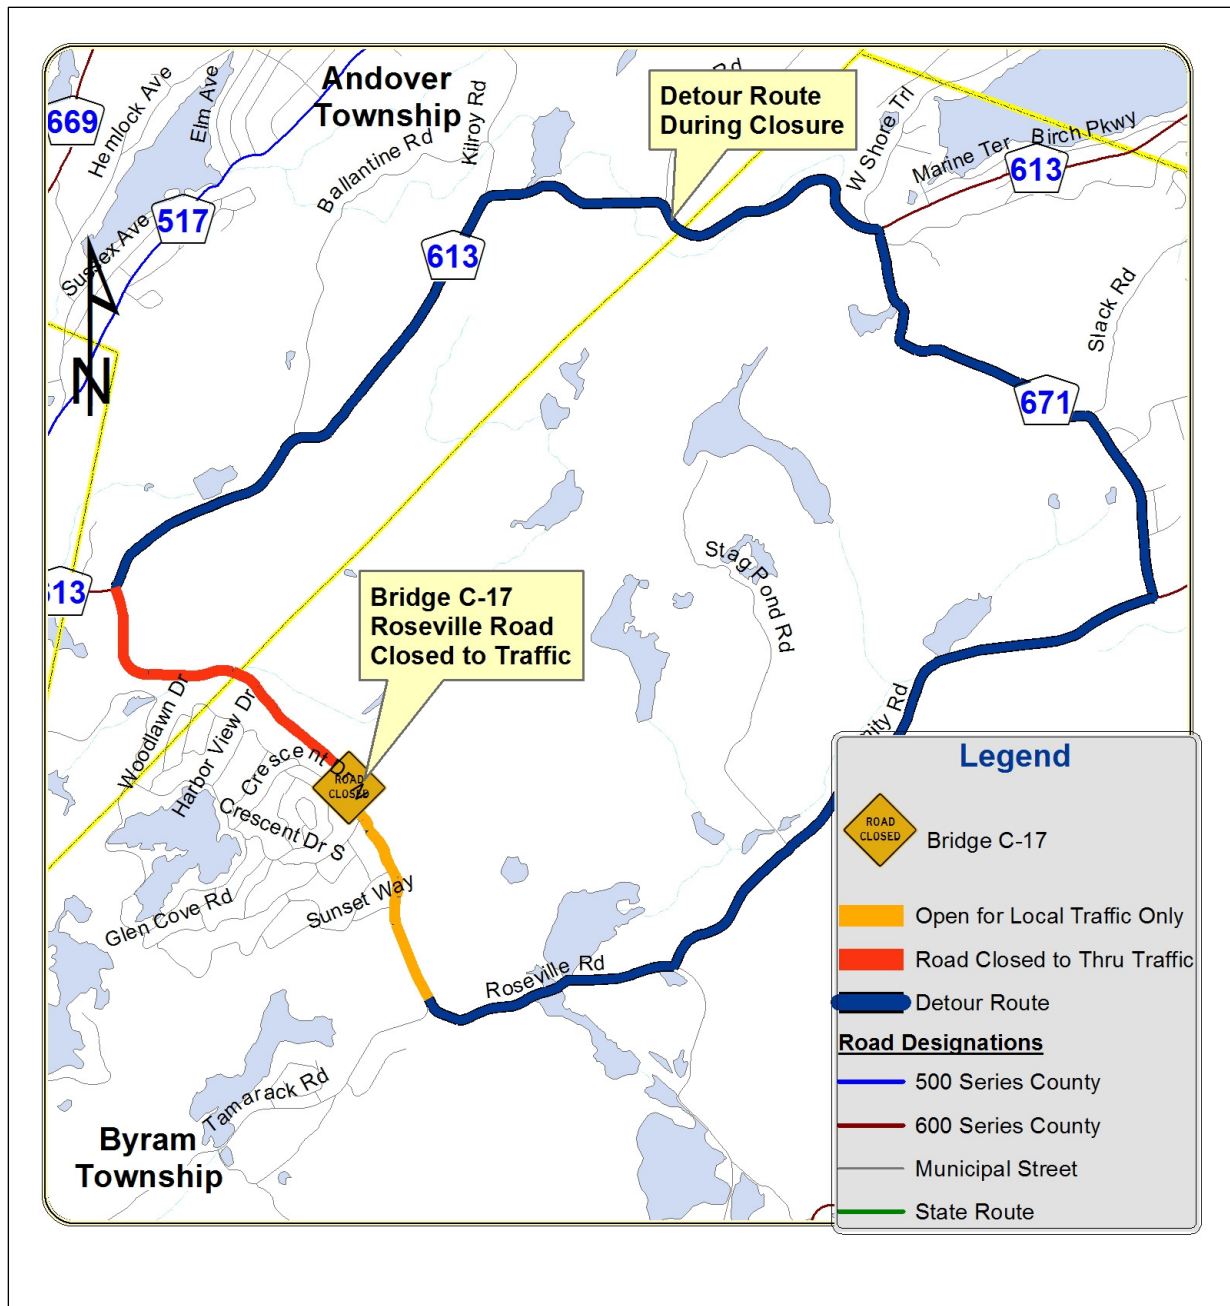 Andover
Township
669
Hemlock Ave
Elm Ave
Kilroy Rd
Ballantine Rd
Rd
Detour Route
During Closure
W Shore Trl
Marine Ter
Birch Pkwy
613
517
Sussex Ave
613
N
Slack Rd
671
Stag Pond Rd
Bridge C-17
Roseville Road
Closed to Traffic
Woodlawn Dr
Harbor View Dr
Crescent Dr N
ROAD
CLOSED
Crescent Dr S
Sunset Way
Glen Cove Rd
Roseville Rd
Tamarack Rd
Byram
Township
Legend
ROAD
CLOSED
Bridge C-17
Open for Local Traffic Only
Road Closed to Thru Traffic
Detour Route
Road Designations
500 Series County
600 Series County
Municipal Street
State Route